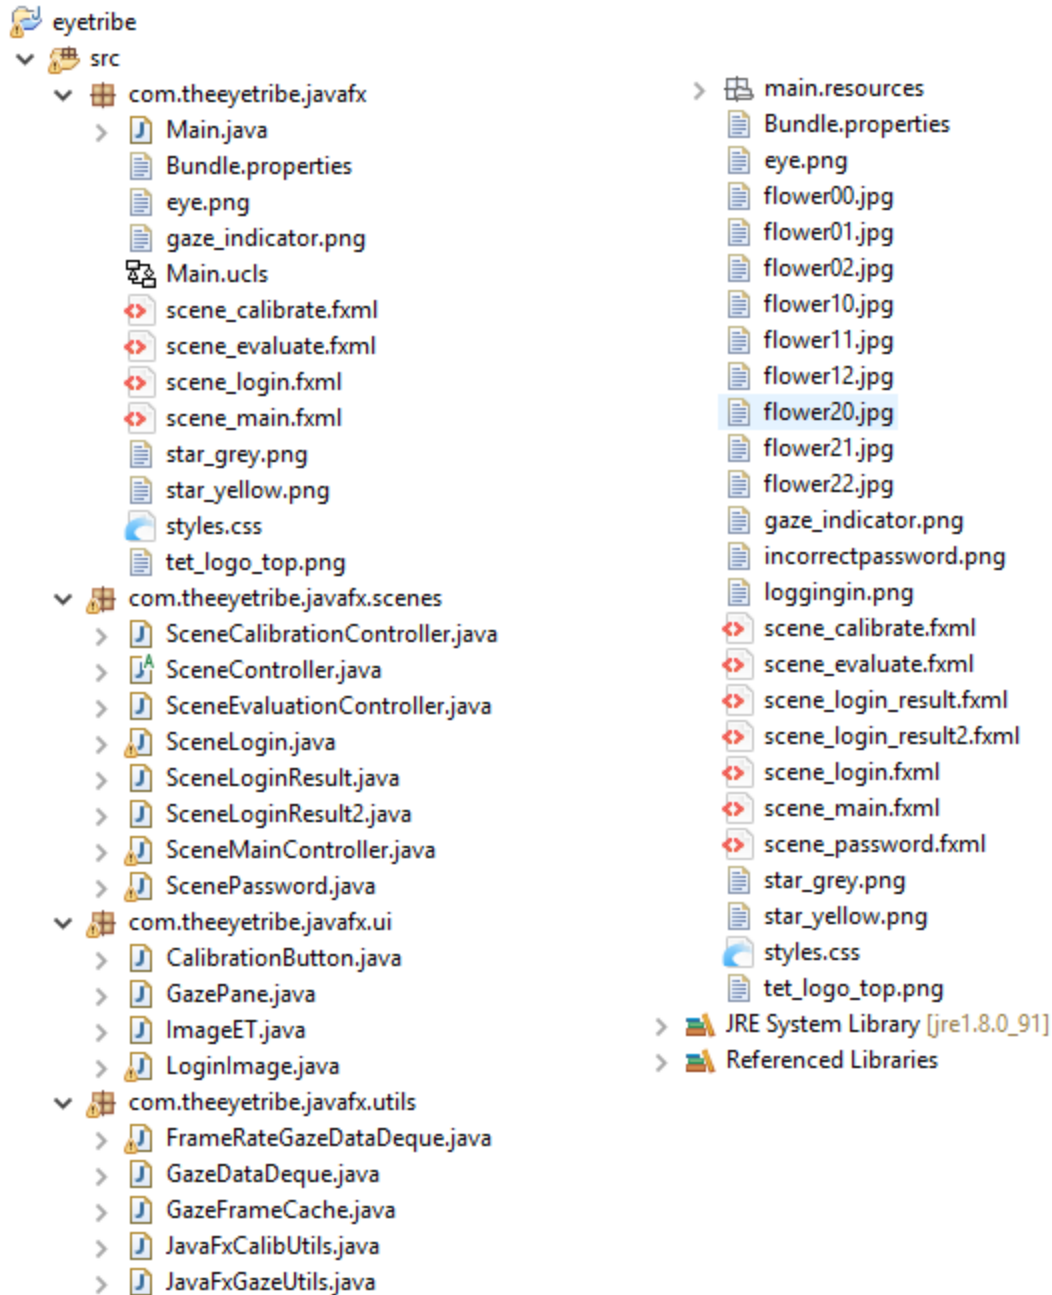 eyetribe
src
com.theeyetribe.javafx
Main.java
Bundle.properties
eye.png
gaze_indicator.png
Main.ucls
scene_calibrate.fxml
scene_evaluate.fxml
scene_login.fxml
scene_main.fxml
star_grey.png
star_yellow.png
styles.css
tet_logo_top.png
com.theeyetribe.javafx.scenes
SceneCalibrationController.java
SceneController.java
SceneEvaluationController.java
SceneLogin.java
SceneLoginResult.java
SceneLoginResult2.java
SceneMainController.java
ScenePassword.java
com.theeyetribe.javafx.ui
CalibrationButton.java
GazePane.java
ImageET.java
LoginImage.java
com.theeyetribe.javafx.utils
FrameRateGazeDataDeque.java
GazeDataDeque.java
GazeFrameCache.java
JavaFxCalibUtils.java
JavaFxGazeUtils.java
main.resources
Bundle.properties
eye.png
flower00.jpg
flower01.jpg
flower02.jpg
flower10.jpg
flower11.jpg
flower12.jpg
flower20.jpg
flower21.jpg
flower22.jpg
gaze_indicator.png
incorrectpassword.png
loggingin.png
scene_calibrate.fxml
scene_evaluate.fxml
scene_login_result.fxml
scene_login_result2.fxml
scene_login.fxml
scene_main.fxml
scene_password.fxml
star_grey.png
star_yellow.png
styles.css
tet_logo_top.png
JRE System Library [jre1.8.0_91]
Referenced Libraries